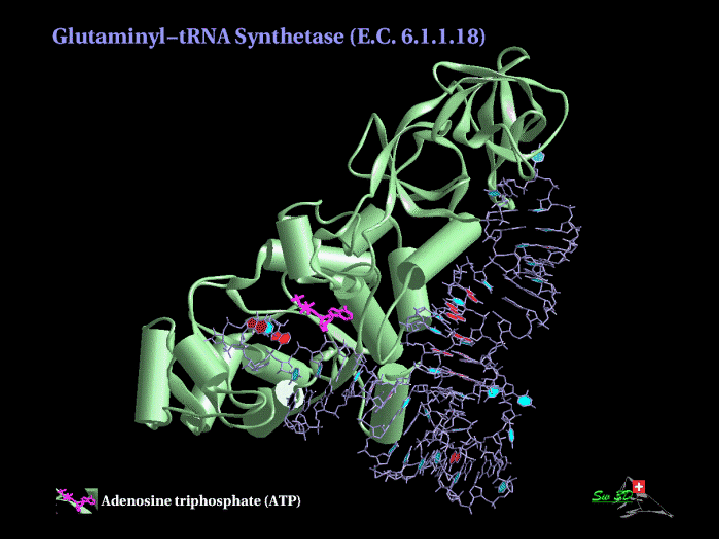 Glutaminyl–tRNA Synthetase (E.C. 6.1.1.18)
Adenosine triphosphate (ATP)